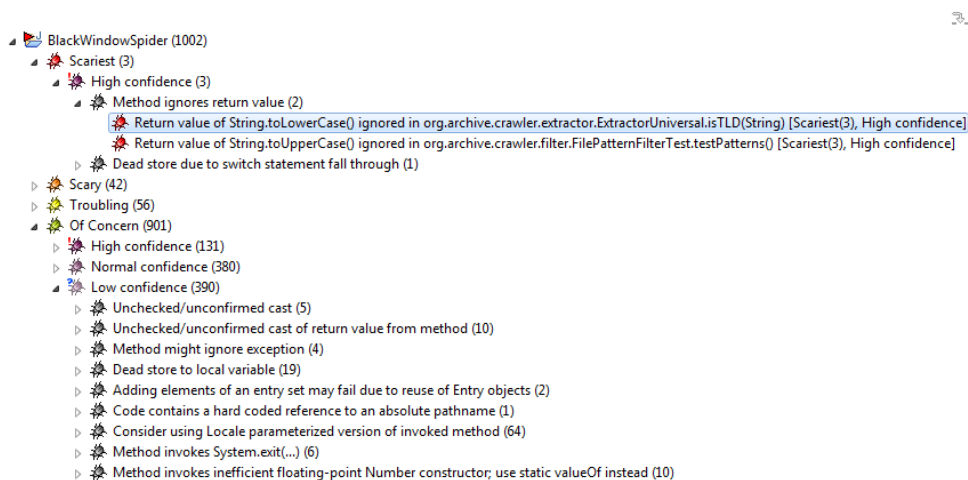 BlackWindowSpider (1002)
Scariest (3)
High confidence (3)
Method ignores return value (2)
Return value of String.toLowerCase() ignored in org.archive.crawler.extractor.ExtractorUniversal.isTLD(String) [Scariest(3), High confidence]
Return value of String.toUpperCase() ignored in org.archive.crawler.filter.FilePatternFilterTest.testPatterns() [Scariest(3), High confidence]
Dead store due to switch statement fall through (1)
Scary (42)
Troubling (56)
Of Concern (901)
High confidence (131)
Normal confidence (380)
Low confidence (390)
Unchecked/unconfirmed cast (5)
Unchecked/unconfirmed cast of return value from method (10)
Method might ignore exception (4)
Dead store to local variable (19)
Adding elements of an entry set may fail due to reuse of Entry objects (2)
Code contains a hard coded reference to an absolute pathname (1)
Consider using Locale parameterized version of invoked method (64)
Method invokes System.exit(...) (6)
Method invokes inefficient floating-point Number constructor; use static valueOf instead (10)